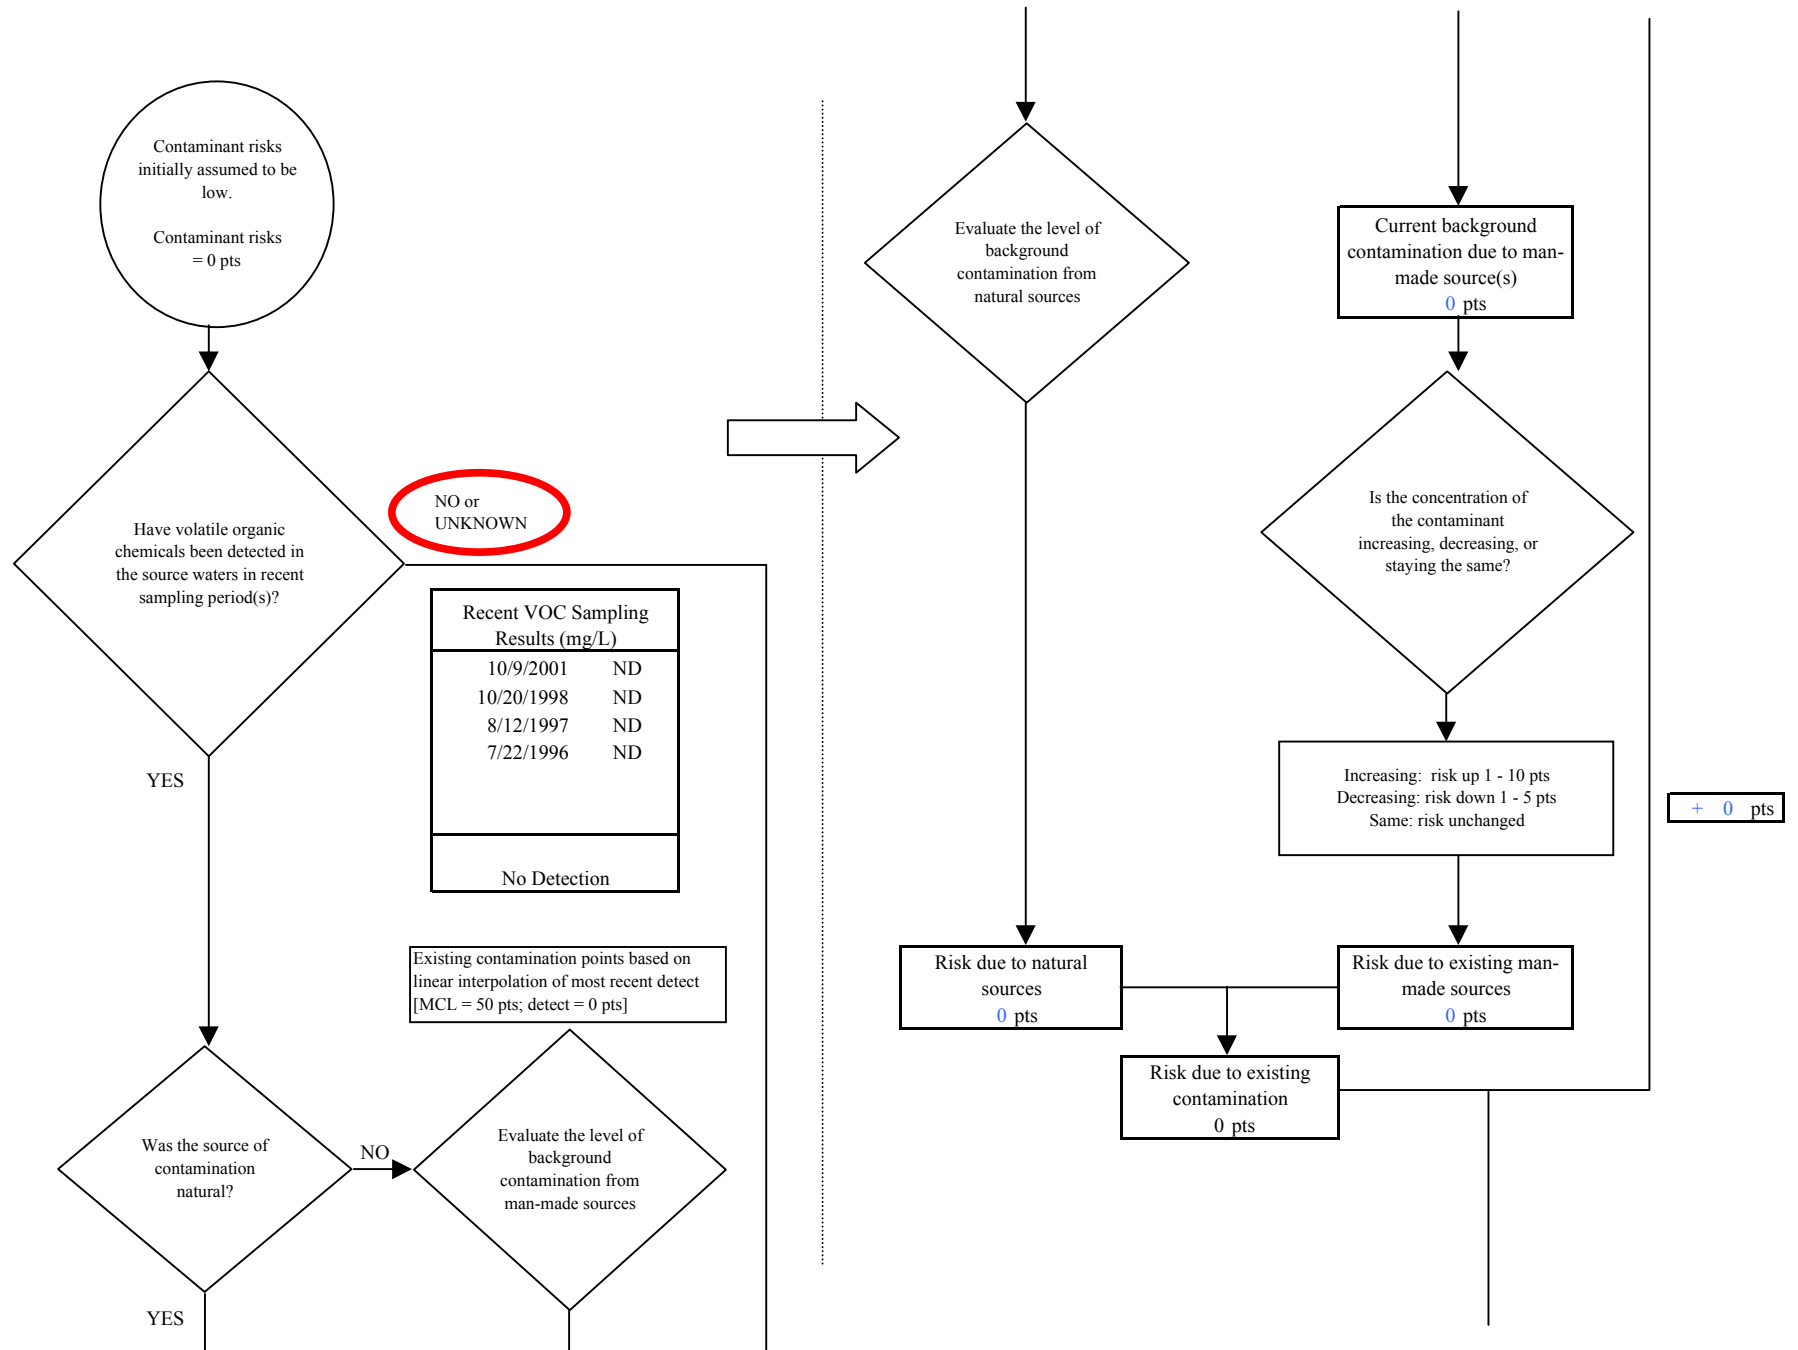 Contaminant risks
initially assumed to be
low.
Contaminant risks
= 0 pts
Have volatile organic
chemicals been detected in
the source waters in recent
sampling period(s)?
NO or
UNKNOWN
Recent VOC Sampling
Results (mg/L)
10/9/2001 ND
10/20/1998 ND
8/12/1997 ND
7/22/1996 ND
No Detection
YES
Existing contamination points based on
linear interpolation of most recent detect
[MCL = 50 pts; detect = 0 pts]
Was the source of
contamination
natural?
NO
Evaluate the level of
background
contamination from
man-made sources
YES
Evaluate the level of
background
contamination from
natural sources
Current background
contamination due to man-
made source(s)
0 pts
Is the concentration of
the contaminant
increasing, decreasing, or
staying the same?
Increasing: risk up 1 - 10 pts
Decreasing: risk down 1 - 5 pts
Same: risk unchanged
+ 0 pts
Risk due to natural
sources
0 pts
Risk due to existing man-
made sources
0 pts
Risk due to existing
contamination
0 pts